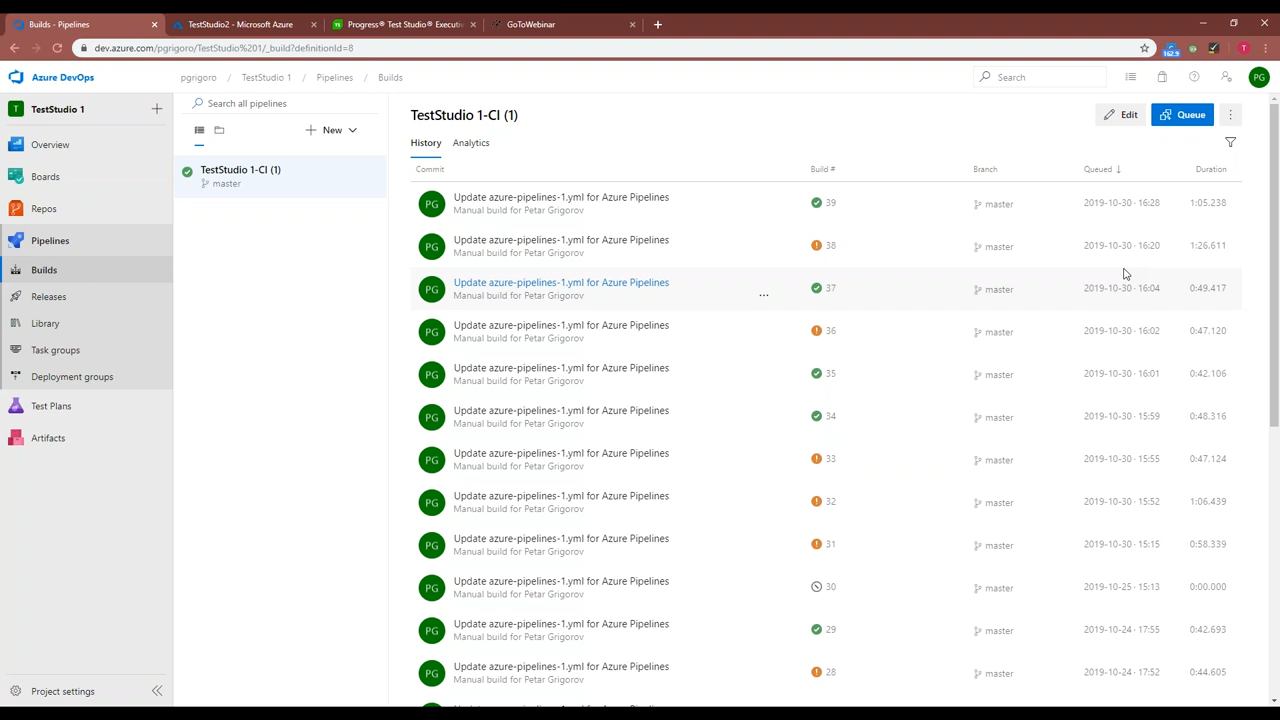 Builds - Pipelines
TestStudio2 - Microsoft Azure
Progress® Test Studio® Executi
GoToWebinar
dev.azure.com/pgrigoro/TestStudio%201/_build?definitionId=8
162.9
T
Azure DevOps
pgrigoro / TestStudio 1 / Pipelines / Builds
Search
PG
T TestStudio 1
Overview
Boards
Repos
Pipelines
Builds
Releases
Library
Task groups
Deployment groups
Test Plans
Artifacts
Project settings
Search all pipelines
New
TestStudio 1-CI (1)
master
TestStudio 1-CI (1)
Edit
Queue
History Analytics
Commit Build # Branch Queued Duration
PG Update azure-pipelines-1.yml for Azure Pipelines 39 master 2019-10-30 · 16:28 1:05.238
Manual build for Petar Grigorov
PG Update azure-pipelines-1.yml for Azure Pipelines 38 master 2019-10-30 · 16:20 1:26.611
Manual build for Petar Grigorov
PG Update azure-pipelines-1.yml for Azure Pipelines ... 37 master 2019-10-30 · 16:04 0:49.417
Manual build for Petar Grigorov
PG Update azure-pipelines-1.yml for Azure Pipelines 36 master 2019-10-30 · 16:02 0:47.120
Manual build for Petar Grigorov
PG Update azure-pipelines-1.yml for Azure Pipelines 35 master 2019-10-30 · 16:01 0:42.106
Manual build for Petar Grigorov
PG Update azure-pipelines-1.yml for Azure Pipelines 34 master 2019-10-30 · 15:59 0:48.316
Manual build for Petar Grigorov
PG Update azure-pipelines-1.yml for Azure Pipelines 33 master 2019-10-30 · 15:55 0:47.124
Manual build for Petar Grigorov
PG Update azure-pipelines-1.yml for Azure Pipelines 32 master 2019-10-30 · 15:52 1:06.439
Manual build for Petar Grigorov
PG Update azure-pipelines-1.yml for Azure Pipelines 31 master 2019-10-30 · 15:15 0:58.339
Manual build for Petar Grigorov
PG Update azure-pipelines-1.yml for Azure Pipelines 30 master 2019-10-25 · 15:13 0:00.000
Manual build for Petar Grigorov
PG Update azure-pipelines-1.yml for Azure Pipelines 29 master 2019-10-24 · 17:55 0:42.693
Manual build for Petar Grigorov
PG Update azure-pipelines-1.yml for Azure Pipelines 28 master 2019-10-24 · 17:52 0:44.605
Manual build for Petar Grigorov